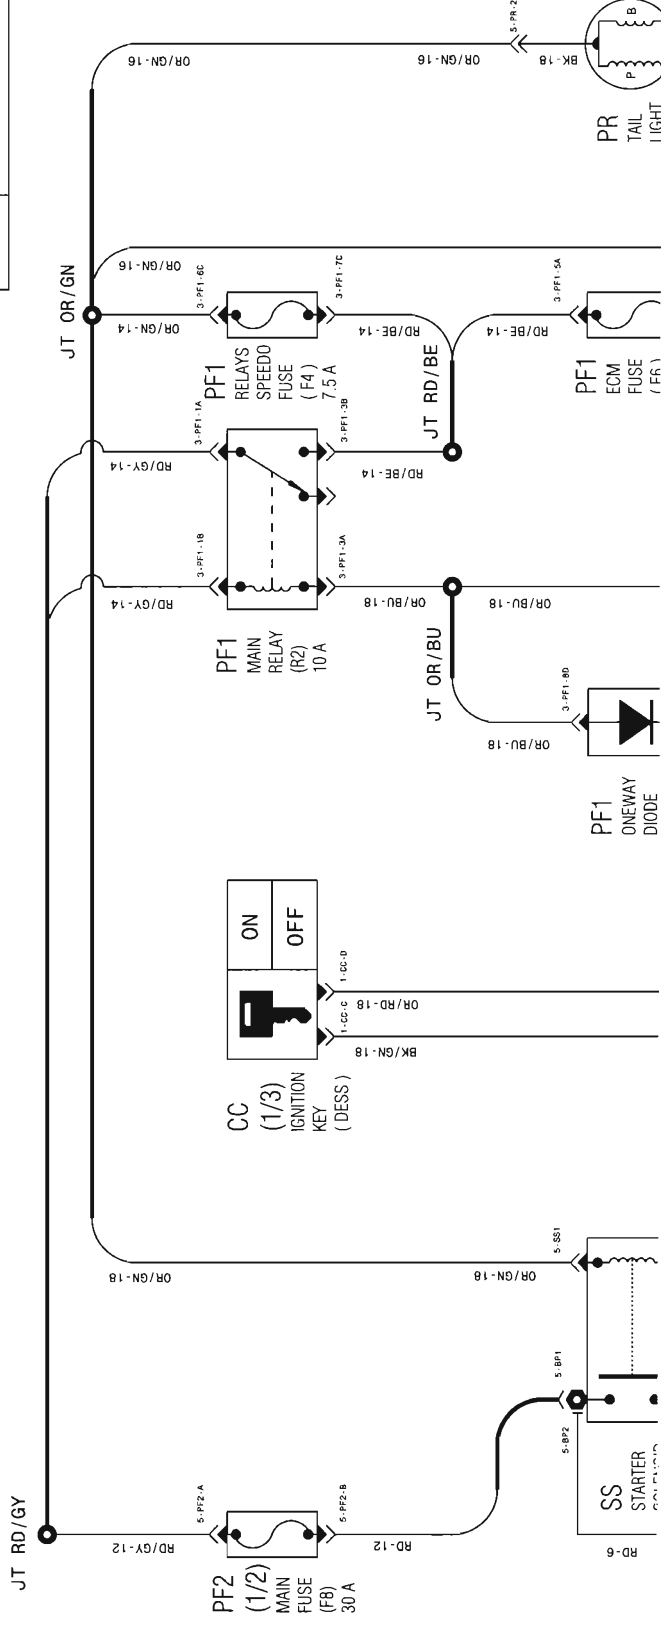 5-PR-2
B
P
OR/GN-16
OR/GN-16
BK-18
PR
TAIL
LIGHT
OR/GN-16
JT OR/GN
3-PF1-6C
3-PF1-7C
3-PF1-5A
OR/GN-14
RD/BE-14
RD/BE-14
PF1
RELAYS
SPEEDO
FUSE
(F4)
7.5 A
JT RD/BE
PF1
ECM
FUSE
(F6)
3-PF1-1A
3-PF1-3B
RD/GY-14
RD/BE-14
3-PF1-1B
3-PF1-3A
RD/GY-14
OR/BU-18
OR/BU-18
PF1
MAIN
RELAY
(R2)
10 A
JT OR/BU
3-PF1-8D
OR/BU-18
PF1
ONEWAY
DIODE
ON
OFF
1-CC-D
OR/RD-18
1-CC-C
BK/GN-18
CC
(1/3)
IGNITION
KEY
(DESS)
5-SS1
OR/GN-18
OR/GN-18
5-BP1
5-BP2
SS
STARTER
SOLENOID
JT RD/GY
5-PF2-A
5-PF2-B
RD/GY-12
RD-12
RD-6
PF2
(1/2)
MAIN
FUSE
(F8)
30 A